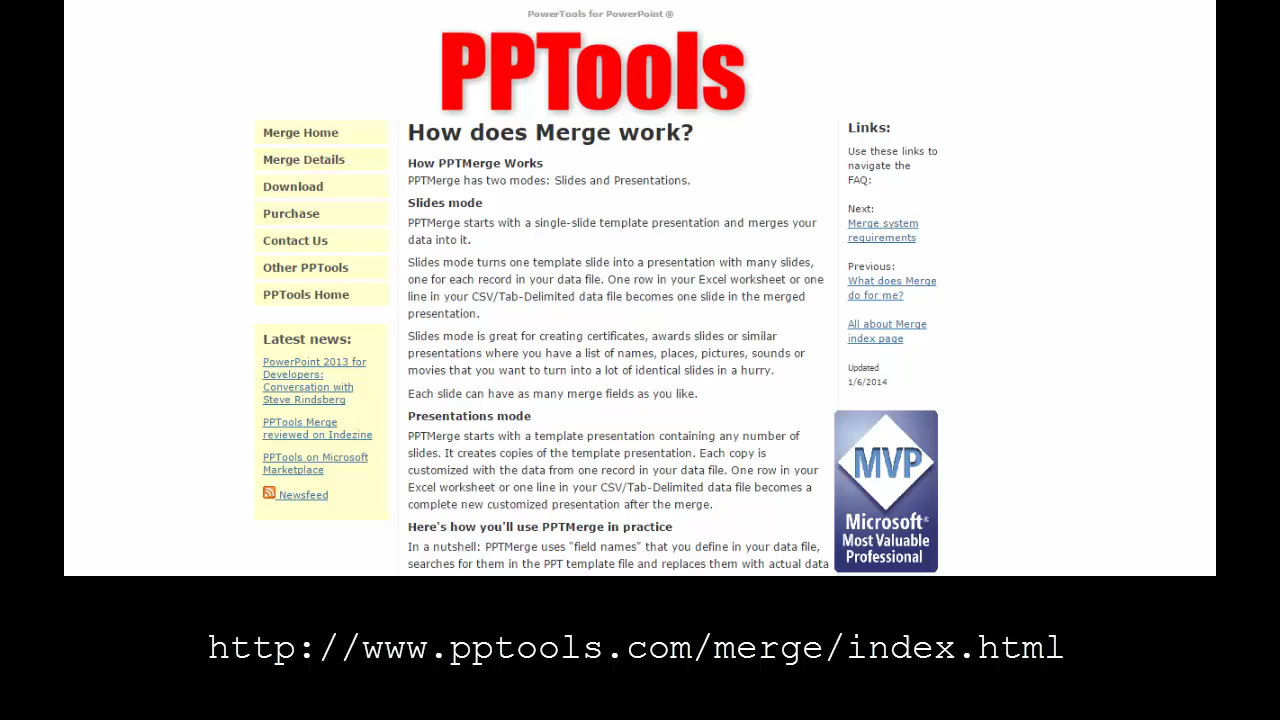 PowerTools for PowerPoint ®
PPTools
Merge Home
Merge Details
Download
Purchase
Contact Us
Other PPTools
PPTools Home
Latest news:
PowerPoint 2013 for
Developers:
Conversation with
Steve Rindsberg
PPTools Merge
reviewed on Indezine
PPTools on Microsoft
Marketplace
Newsfeed
How does Merge work?
How PPTMerge Works
PPTMerge has two modes: Slides and Presentations.
Slides mode
PPTMerge starts with a single-slide template presentation and merges your
data into it.
Slides mode turns one template slide into a presentation with many slides,
one for each record in your data file. One row in your Excel worksheet or one
line in your CSV/Tab-Delimited data file becomes one slide in the merged
presentation.
Slides mode is great for creating certificates, awards slides or similar
presentations where you have a list of names, places, pictures, sounds or
movies that you want to turn into a lot of identical slides in a hurry.
Each slide can have as many merge fields as you like.
Presentations mode
PPTMerge starts with a template presentation containing any number of
slides. It creates copies of the template presentation. Each copy is
customized with the data from one record in your data file. One row in your
Excel worksheet or one line in your CSV/Tab-Delimited data file becomes a
complete new customized presentation after the merge.
Here's how you'll use PPTMerge in practice
In a nutshell: PPTMerge uses "field names" that you define in your data file,
searches for them in the PPT template file and replaces them with actual data
Links:
Use these links to
navigate the
FAQ:
Next:
Merge system
requirements
Previous:
What does Merge
do for me?
All about Merge
index page
Updated
1/6/2014
MVP
Microsoft®
Most Valuable
Professional
http://www.pptools.com/merge/index.html